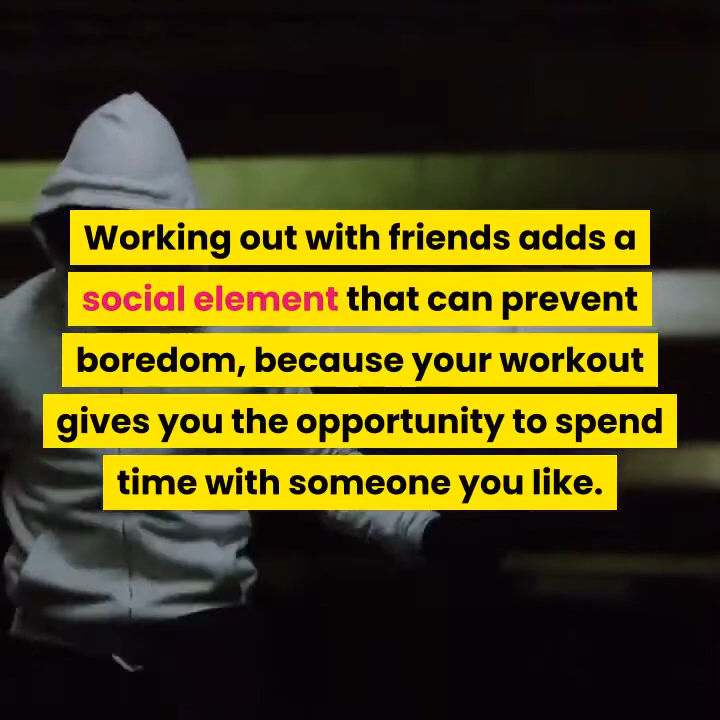 Working out with friends adds a
social element that can prevent
boredom, because your workout
gives you the opportunity to spend
time with someone you like.